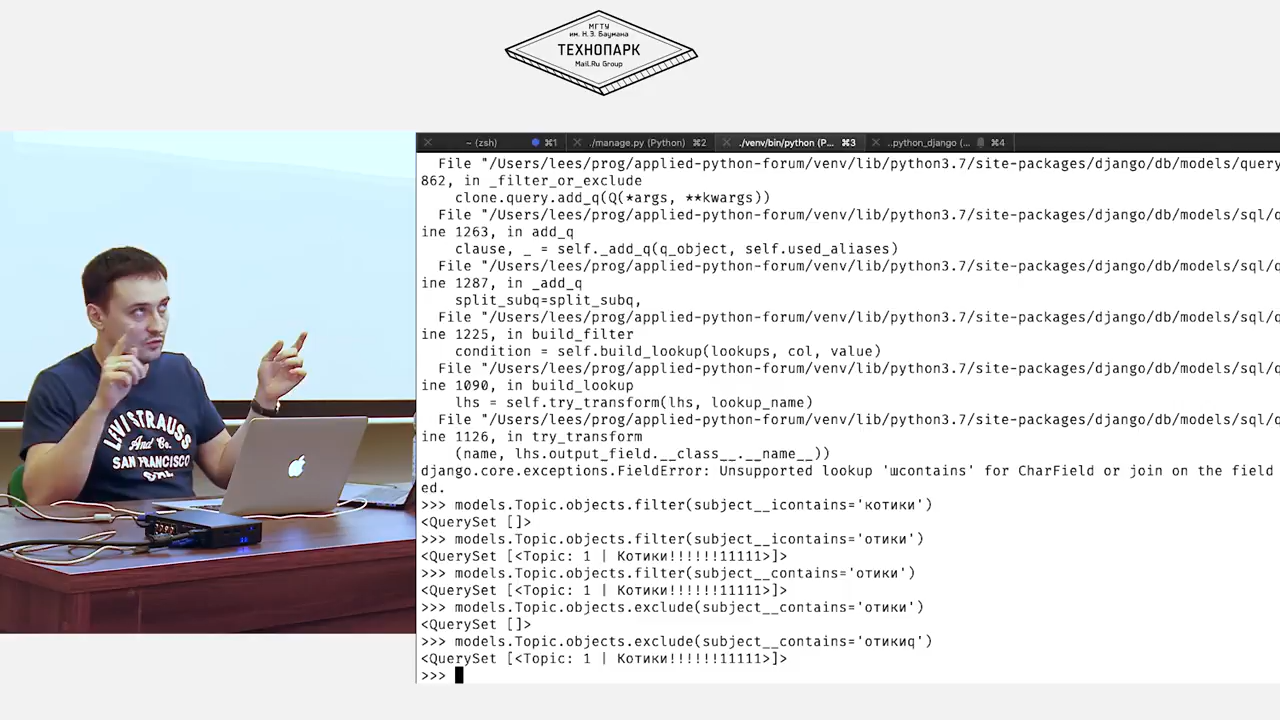 МГТУ
им. Н.Э. Баумана
ТЕХНОПАРК
Mail.Ru Group
~ (zsh) ⌘1 ./manage.py (Python) ⌘2 ./venv/bin/python (P... ⌘3 ..python_django (... ⌘4
File "/Users/lees/prog/applied-python-forum/venv/lib/python3.7/site-packages/django/db/models/query
862, in _filter_or_exclude
clone.query.add_q(Q(*args, **kwargs))
File "/Users/lees/prog/applied-python-forum/venv/lib/python3.7/site-packages/django/db/models/sql/q
ine 1263, in add_q
clause, _ = self._add_q(q_object, self.used_aliases)
File "/Users/lees/prog/applied-python-forum/venv/lib/python3.7/site-packages/django/db/models/sql/q
ine 1287, in _add_q
split_subq=split_subq,
File "/Users/lees/prog/applied-python-forum/venv/lib/python3.7/site-packages/django/db/models/sql/q
ine 1225, in build_filter
condition = self.build_lookup(lookups, col, value)
File "/Users/lees/prog/applied-python-forum/venv/lib/python3.7/site-packages/django/db/models/sql/q
ine 1090, in build_lookup
lhs = self.try_transform(lhs, lookup_name)
File "/Users/lees/prog/applied-python-forum/venv/lib/python3.7/site-packages/django/db/models/sql/q
ine 1126, in try_transform
(name, lhs.output_field.__class__.__name__))
django.core.exceptions.FieldError: Unsupported lookup 'шcontains' for CharField or join on the field
ed.
>>> models.Topic.objects.filter(subject__icontains='котики')
<QuerySet []>
>>> models.Topic.objects.filter(subject__icontains='отики')
<QuerySet [<Topic: 1 | Котики!!!!!!11111>]>
>>> models.Topic.objects.filter(subject__contains='отики')
<QuerySet [<Topic: 1 | Котики!!!!!!11111>]>
>>> models.Topic.objects.exclude(subject__contains='отики')
<QuerySet []>
>>> models.Topic.objects.exclude(subject__contains='отикиq')
<QuerySet [<Topic: 1 | Котики!!!!!!11111>]>
>>>
LEVI STRAUSS
And Co.
SAN FRANCISCO
CAL.